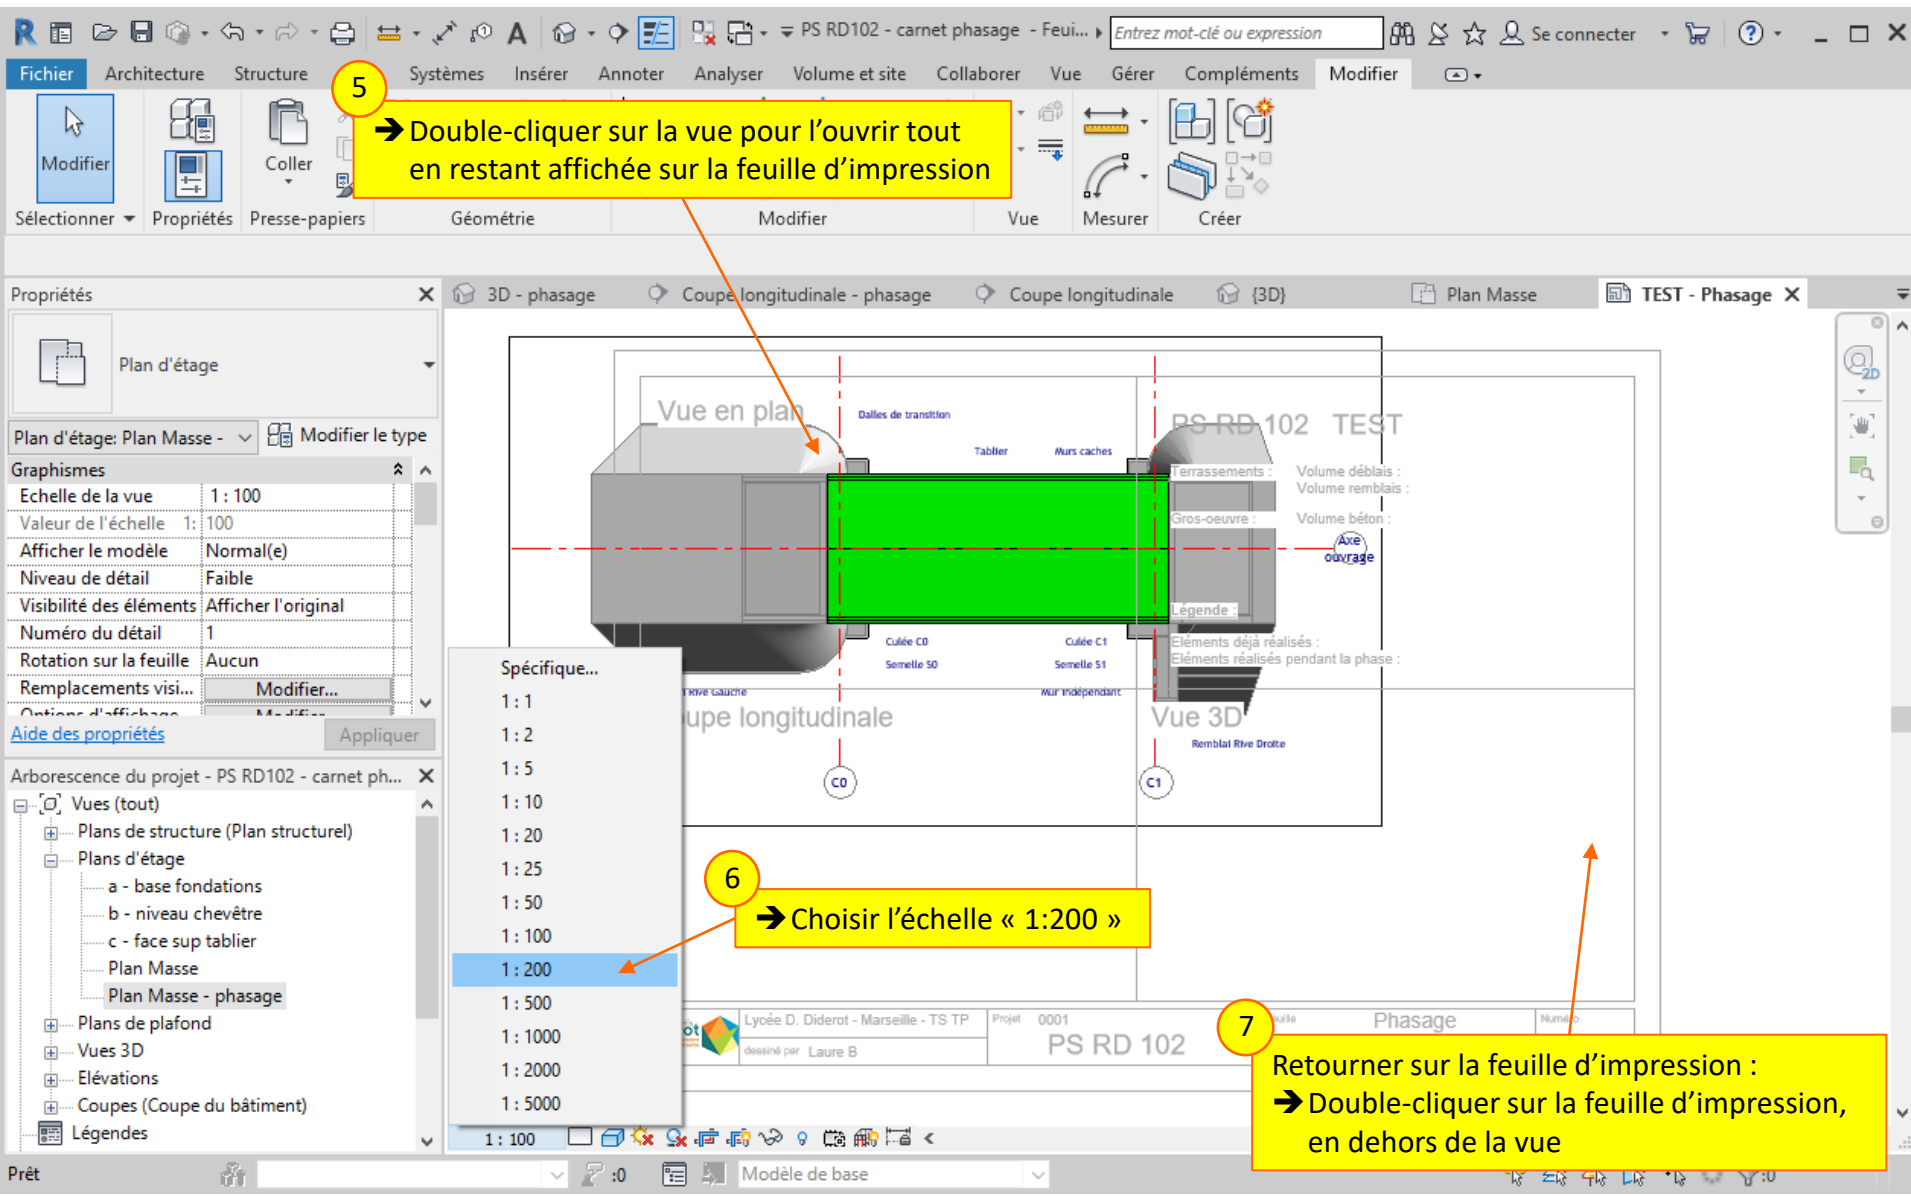 PS RD102 - carnet phasage - Feui...
Entrez mot-clé ou expression
Se connecter
Fichier Architecture Structure Systèmes Insérer Annoter Analyser Volume et site Collaborer Vue Gérer Compléments Modifier
5
➔ Double-cliquer sur la vue pour l’ouvrir tout
en restant affichée sur la feuille d’impression
Modifier
Coller
Sélectionner Propriétés Presse-papiers Géométrie Modifier Vue Mesurer Créer
Propriétés
3D - phasage Coupe longitudinale - phasage Coupe longitudinale {3D} Plan Masse TEST - Phasage
2D
Plan d'étage
Plan d'étage: Plan Masse - Modifier le type
Graphismes
Echelle de la vue 1 : 100
Valeur de l'échelle 1: 100
Afficher le modèle Normal(e)
Niveau de détail Faible
Visibilité des éléments Afficher l'original
Numéro du détail 1
Rotation sur la feuille Aucun
Remplacements visi... Modifier...
Options d'affichage Modifier
Aide des propriétés Appliquer
Arborescence du projet - PS RD102 - carnet ph...
Vues (tout)
Plans de structure (Plan structurel)
Plans d'étage
a - base fondations
b - niveau chevêtre
c - face sup tablier
Plan Masse
Plan Masse - phasage
Plans de plafond
Vues 3D
Elévations
Coupes (Coupe du bâtiment)
Légendes
Vue en plan
Dalles de transition
PS RD 102 TEST
Tablier Murs caches
Terrassements : Volume déblais :
Volume remblais :
Gros-oeuvre : Volume béton :
Axe
ouvrage
Légende :
Culée C0 Culée C1
Eléments déjà réalisés :
Semelle S0 Semelle S1
Eléments réalisés pendant la phase :
Rive Gauche Mur Indépendant
upe longitudinale Vue 3D
Remblai Rive Droite
C0 C1
Spécifique...
1 : 1
1 : 2
1 : 5
1 : 10
1 : 20
1 : 25
1 : 50
1 : 100
1 : 200
1 : 500
1 : 1000
1 : 2000
1 : 5000
6
➔ Choisir l’échelle « 1:200 »
ot
Lycée D. Diderot - Marseille - TS TP
dessiné par Laure B
Projet 0001
PS RD 102
Phasage
Numéro
7
Retourner sur la feuille d’impression :
➔ Double-cliquer sur la feuille d’impression,
en dehors de la vue
1 : 100
Prêt :0 Modèle de base :0